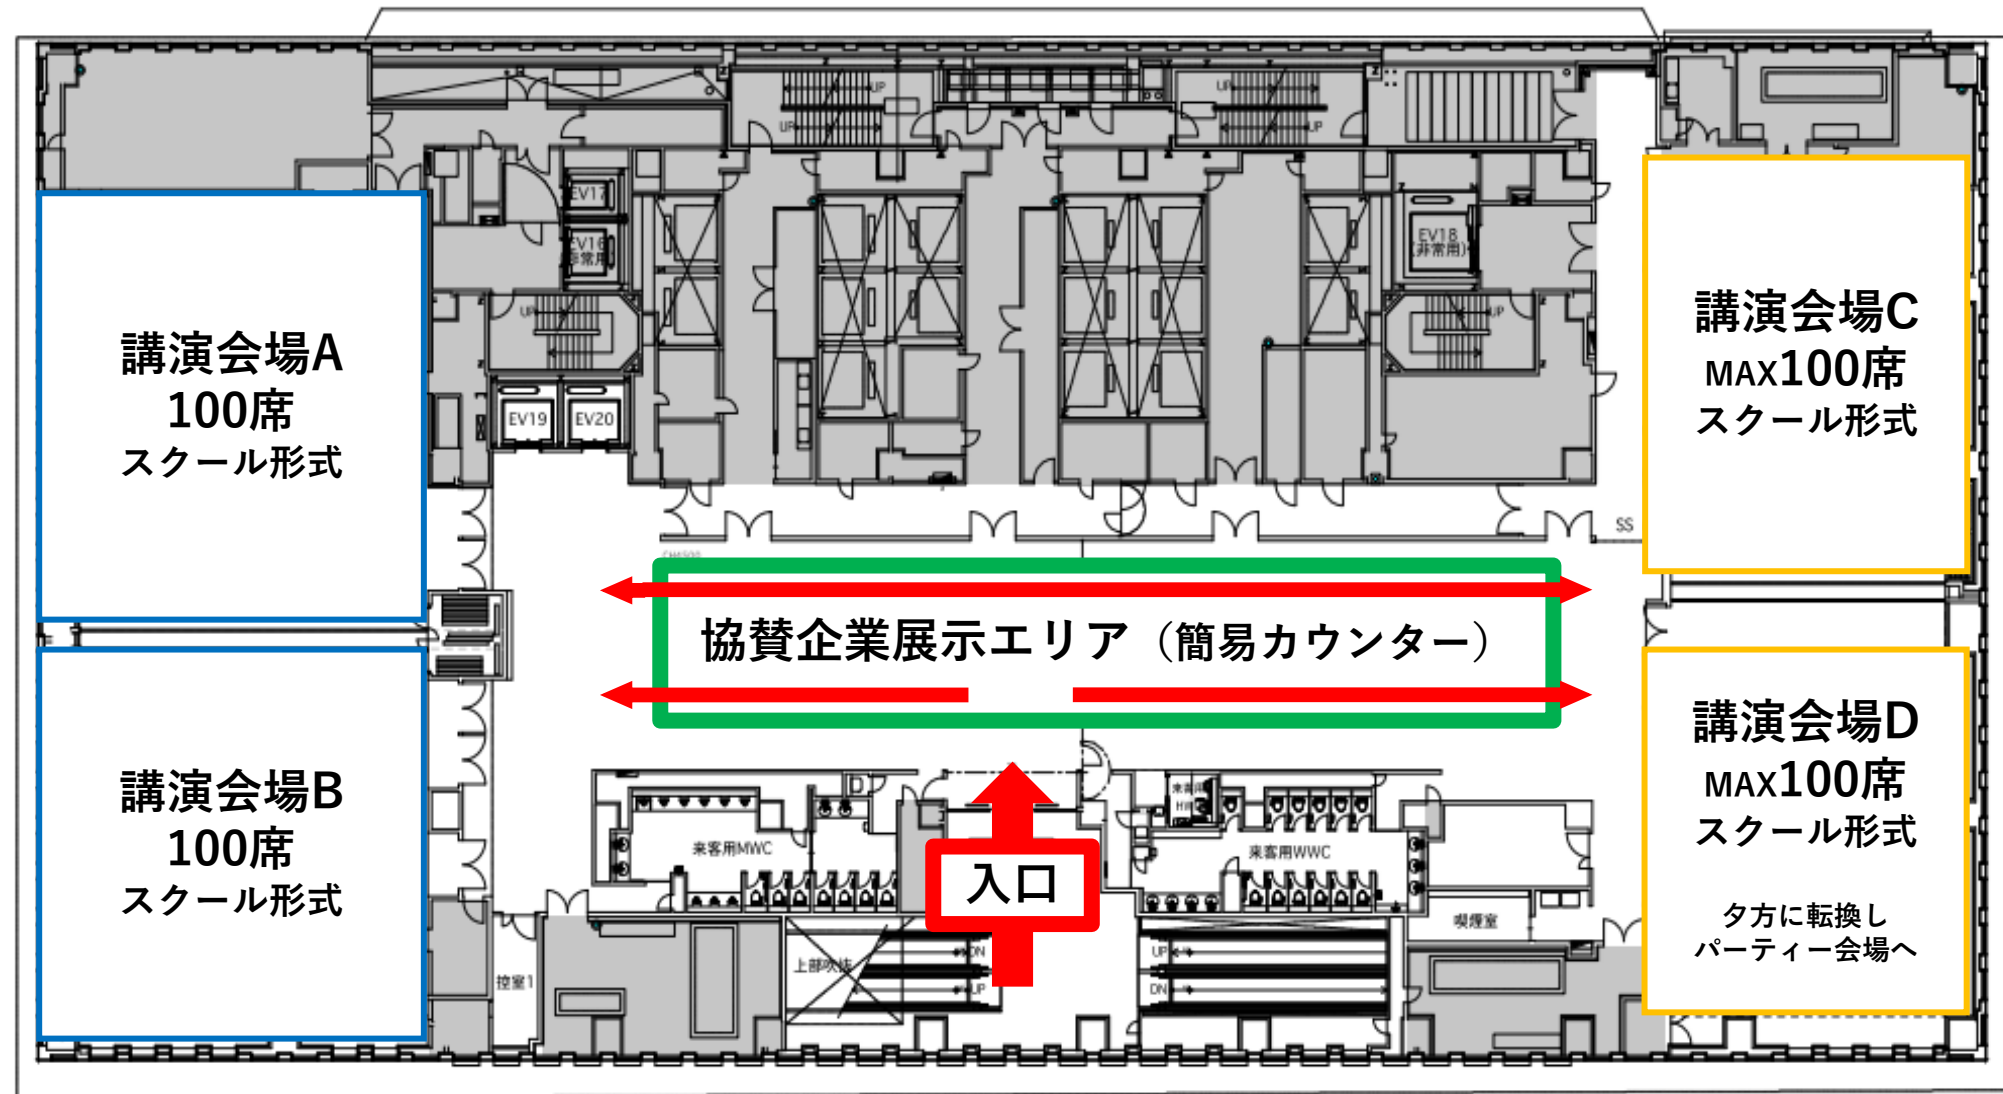 UP
UP
UP
UP
EV17
EV16
非常用
EV18
(非常用)
UP
UP
EV19
EV20
講演会場A
100席
スクール形式
講演会場C
MAX100席
スクール形式
SS
CH4500
協賛企業展示エリア（簡易カウンター）
講演会場B
100席
スクール形式
講演会場D
MAX100席
スクール形式
夕方に転換し
パーティー会場へ
来客用MWC
来客用
来客用WWC
入口
喫煙室
控室1
上部吹抜
DN
UP
UP
DN